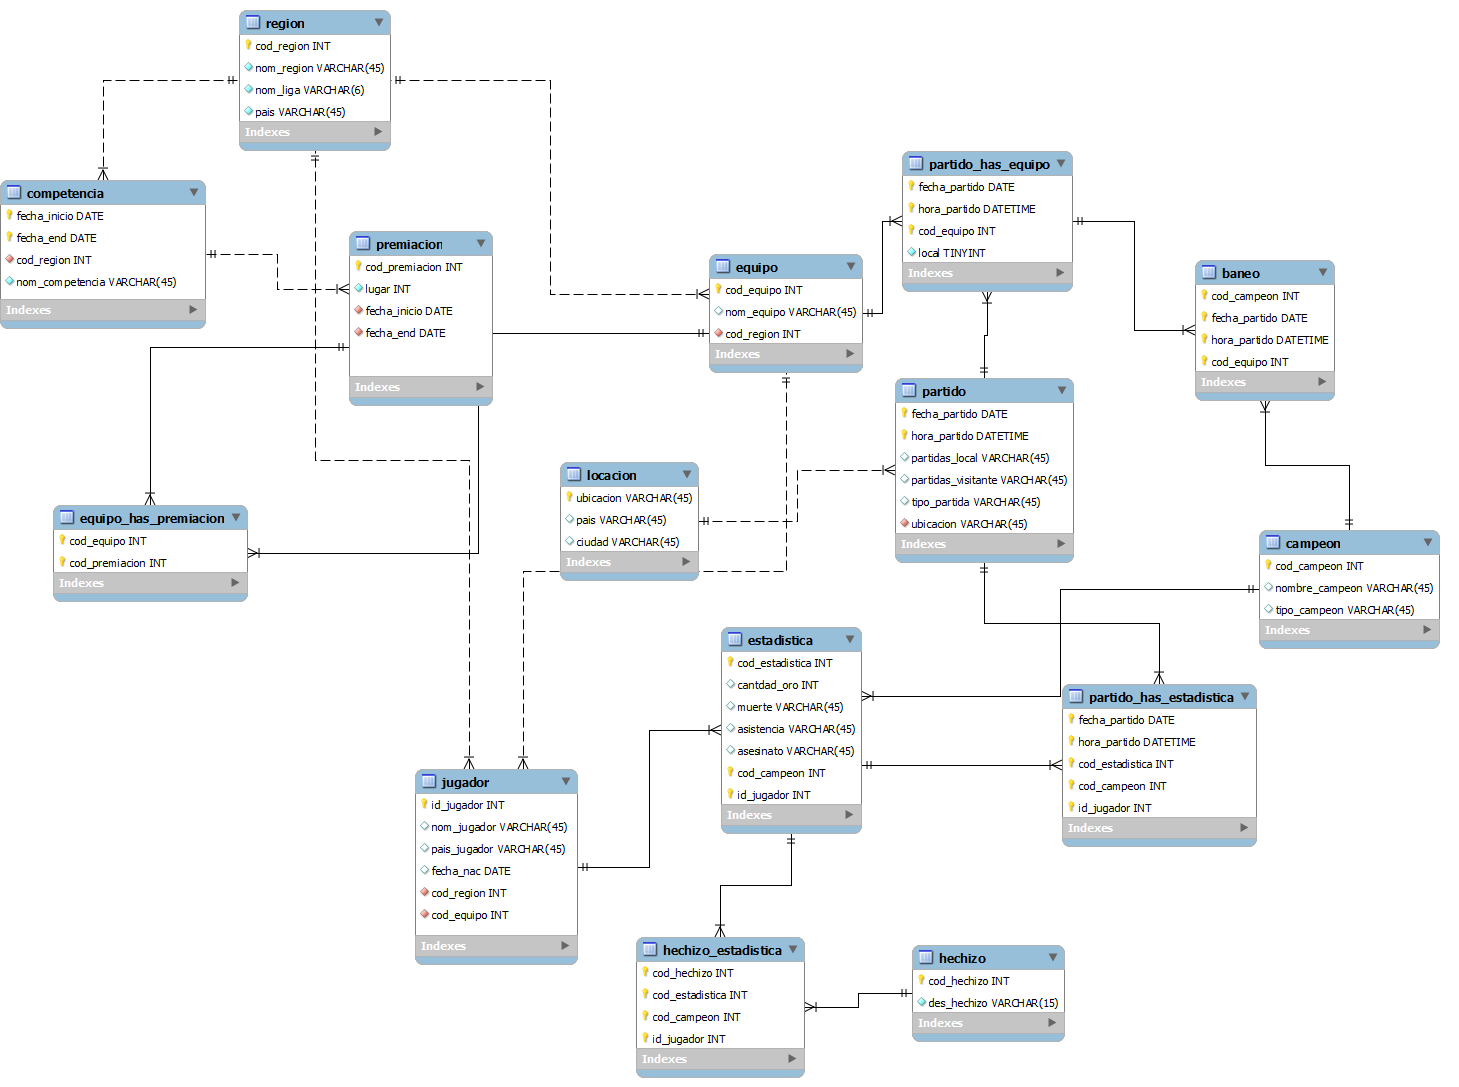 region
cod_region INT
nom_region VARCHAR(45)
nom_liga VARCHAR(6)
pais VARCHAR(45)
Indexes
competencia
fecha_inicio DATE
fecha_end DATE
cod_region INT
nom_competencia VARCHAR(45)
Indexes
premiacion
cod_premiacion INT
lugar INT
fecha_inicio DATE
fecha_end DATE
Indexes
equipo
cod_equipo INT
nom_equipo VARCHAR(45)
cod_region INT
Indexes
partido_has_equipo
fecha_partido DATE
hora_partido DATETIME
cod_equipo INT
local TINYINT
Indexes
baneo
cod_campeon INT
fecha_partido DATE
hora_partido DATETIME
cod_equipo INT
Indexes
partido
fecha_partido DATE
hora_partido DATETIME
partidas_local VARCHAR(45)
partidas_visitante VARCHAR(45)
tipo_partida VARCHAR(45)
ubicacion VARCHAR(45)
Indexes
locacion
ubicacion VARCHAR(45)
pais VARCHAR(45)
ciudad VARCHAR(45)
Indexes
equipo_has_premiacion
cod_equipo INT
cod_premiacion INT
Indexes
campeon
cod_campeon INT
nombre_campeon VARCHAR(45)
tipo_campeon VARCHAR(45)
Indexes
estadistica
cod_estadistica INT
cantdad_oro INT
muerte VARCHAR(45)
asistencia VARCHAR(45)
asesinato VARCHAR(45)
cod_campeon INT
id_jugador INT
Indexes
partido_has_estadistica
fecha_partido DATE
hora_partido DATETIME
cod_estadistica INT
cod_campeon INT
id_jugador INT
Indexes
jugador
id_jugador INT
nom_jugador VARCHAR(45)
pais_jugador VARCHAR(45)
fecha_nac DATE
cod_region INT
cod_equipo INT
Indexes
hechizo_estadistica
cod_hechizo INT
cod_estadistica INT
cod_campeon INT
id_jugador INT
Indexes
hechizo
cod_hechizo INT
des_hechizo VARCHAR(15)
Indexes